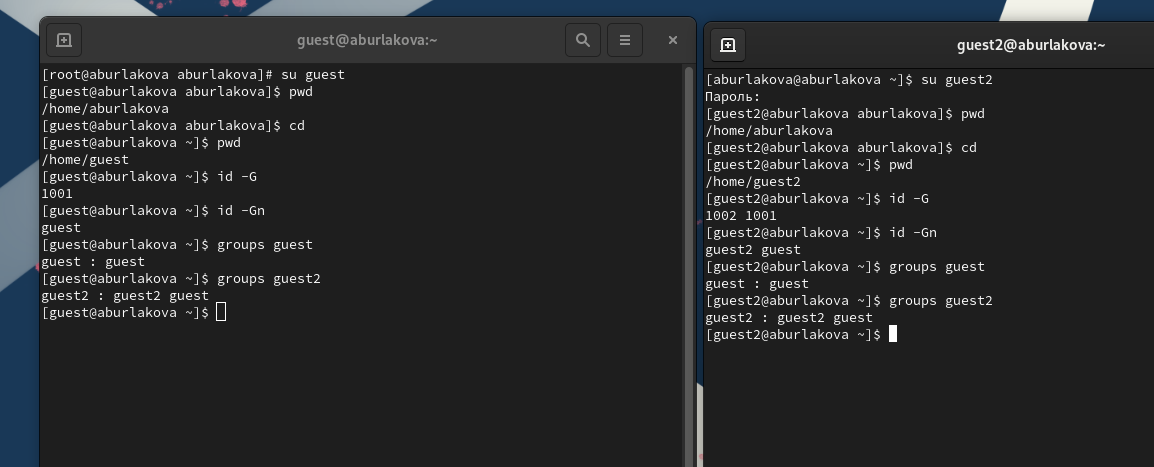 guest@aburlakova:~
[root@aburlakova aburlakova]# su guest
[guest@aburlakova aburlakova]$ pwd
/home/aburlakova
[guest@aburlakova aburlakova]$ cd
[guest@aburlakova ~]$ pwd
/home/guest
[guest@aburlakova ~]$ id -G
1001
[guest@aburlakova ~]$ id -Gn
guest
[guest@aburlakova ~]$ groups guest
guest : guest
[guest@aburlakova ~]$ groups guest2
guest2 : guest2 guest
[guest@aburlakova ~]$
guest2@aburlakova:~
[aburlakova@aburlakova ~]$ su guest2
Пароль:
[guest2@aburlakova aburlakova]$ pwd
/home/aburlakova
[guest2@aburlakova aburlakova]$ cd
[guest2@aburlakova ~]$ pwd
/home/guest2
[guest2@aburlakova ~]$ id -G
1002 1001
[guest2@aburlakova ~]$ id -Gn
guest2 guest
[guest2@aburlakova ~]$ groups guest
guest : guest
[guest2@aburlakova ~]$ groups guest2
guest2 : guest2 guest
[guest2@aburlakova ~]$